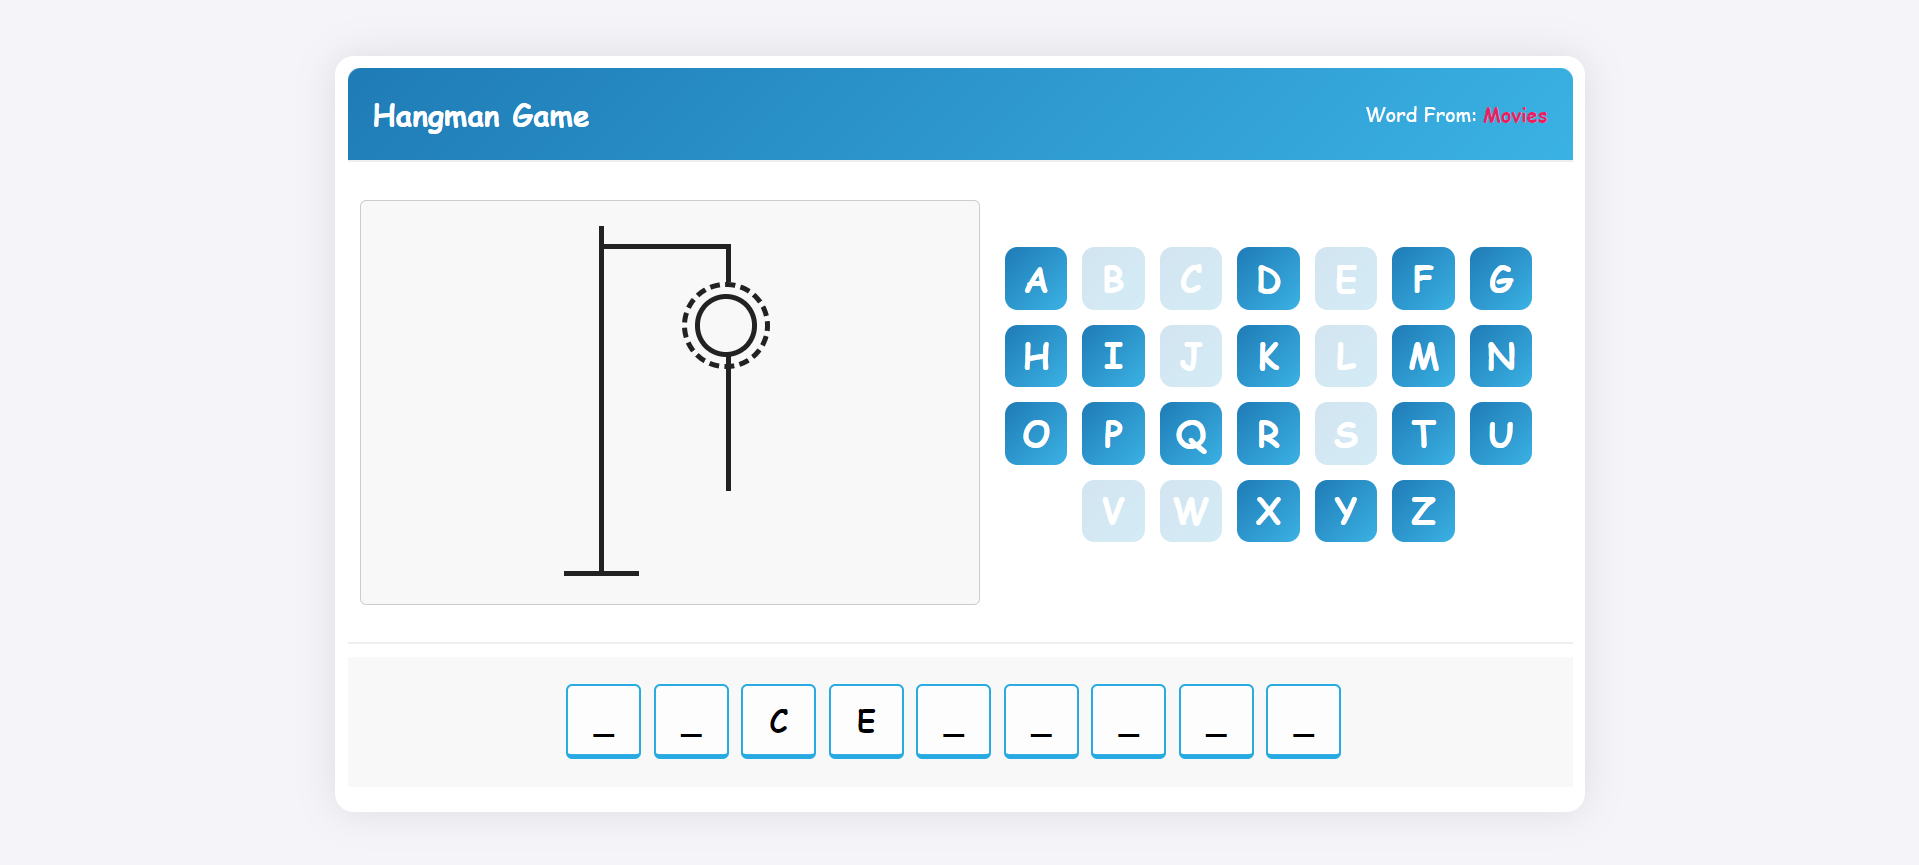 Hangman Game
Word From: Movies
A B C D E F G
H I J K L M N
O P Q R S T U
V W X Y Z
_ _ C E _ _ _ _ _